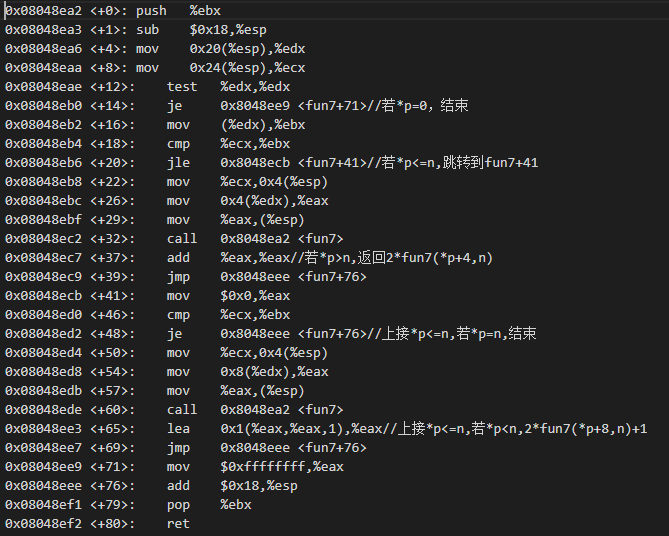 0x08048ea2 <+0>: push   %ebx
0x08048ea3 <+1>: sub    $0x18,%esp
0x08048ea6 <+4>: mov    0x20(%esp),%edx
0x08048eaa <+8>: mov    0x24(%esp),%ecx
0x08048eae <+12>:    test   %edx,%edx
0x08048eb0 <+14>:    je     0x8048ee9 <fun7+71>//若*p=0，结束
0x08048eb2 <+16>:    mov    (%edx),%ebx
0x08048eb4 <+18>:    cmp    %ecx,%ebx
0x08048eb6 <+20>:    jle    0x8048ecb <fun7+41>//若*p<=n,跳转到fun7+41
0x08048eb8 <+22>:    mov    %ecx,0x4(%esp)
0x08048ebc <+26>:    mov    0x4(%edx),%eax
0x08048ebf <+29>:    mov    %eax,(%esp)
0x08048ec2 <+32>:    call   0x8048ea2 <fun7>
0x08048ec7 <+37>:    add    %eax,%eax//若*p>n,返回2*fun7(*p+4,n)
0x08048ec9 <+39>:    jmp    0x8048eee <fun7+76>
0x08048ecb <+41>:    mov    $0x0,%eax
0x08048ed0 <+46>:    cmp    %ecx,%ebx
0x08048ed2 <+48>:    je     0x8048eee <fun7+76>//上接*p<=n,若*p=n,结束
0x08048ed4 <+50>:    mov    %ecx,0x4(%esp)
0x08048ed8 <+54>:    mov    0x8(%edx),%eax
0x08048edb <+57>:    mov    %eax,(%esp)
0x08048ede <+60>:    call   0x8048ea2 <fun7>
0x08048ee3 <+65>:    lea    0x1(%eax,%eax,1),%eax//上接*p<=n,若*p<n,2*fun7(*p+8,n)+1
0x08048ee7 <+69>:    jmp    0x8048eee <fun7+76>
0x08048ee9 <+71>:    mov    $0xffffffff,%eax
0x08048eee <+76>:    add    $0x18,%esp
0x08048ef1 <+79>:    pop    %ebx
0x08048ef2 <+80>:    ret